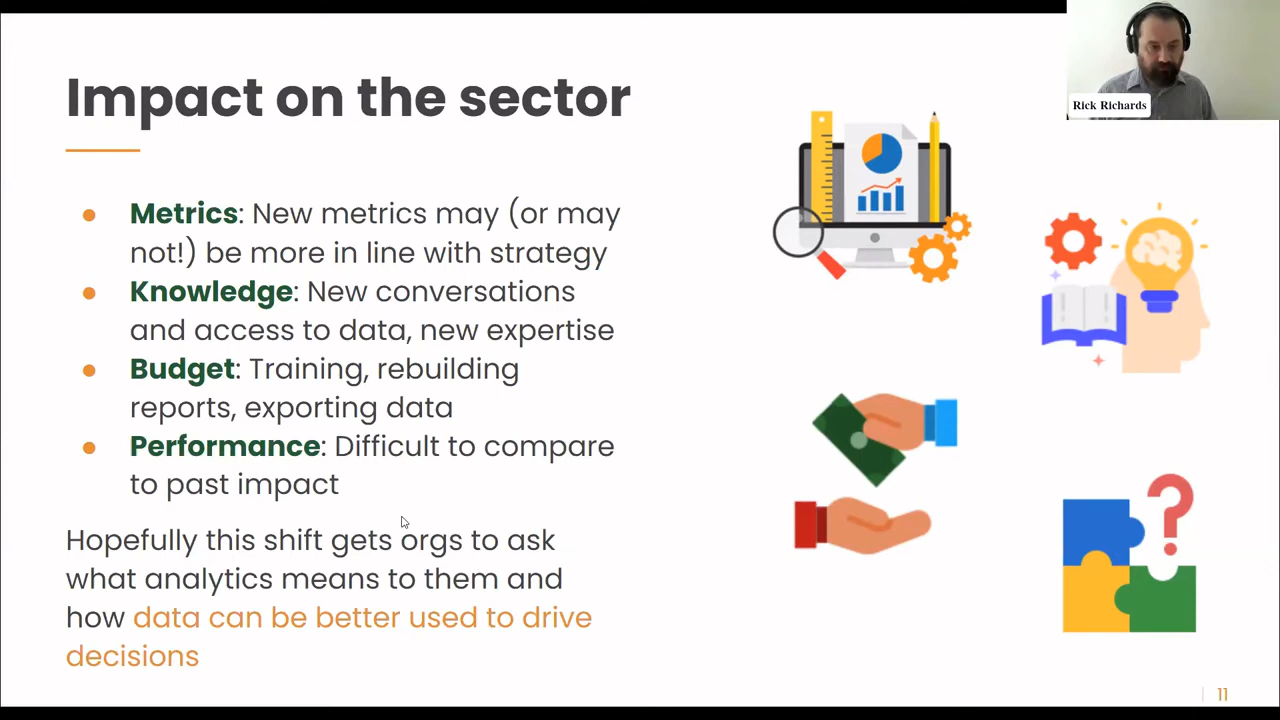 Impact on the sector
Rick Richards
● Metrics: New metrics may (or may
not!) be more in line with strategy
● Knowledge: New conversations
and access to data, new expertise
● Budget: Training, rebuilding
reports, exporting data
● Performance: Difficult to compare
to past impact
Hopefully this shift gets orgs to ask
what analytics means to them and
how data can be better used to drive
decisions
?
11